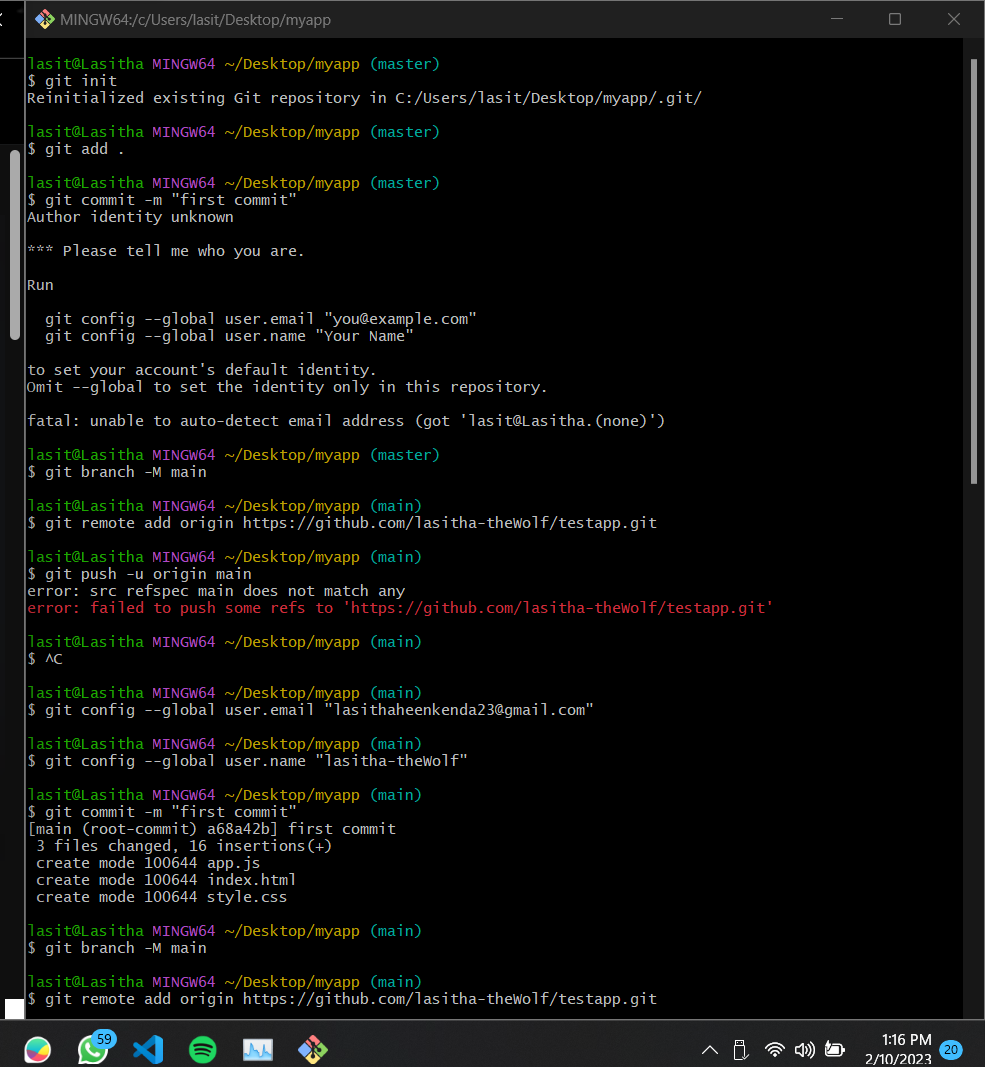 MINGW64:/c/Users/lasit/Desktop/myapp
lasit@Lasitha MINGW64 ~/Desktop/myapp (master)
$ git init
Reinitialized existing Git repository in C:/Users/lasit/Desktop/myapp/.git/
lasit@Lasitha MINGW64 ~/Desktop/myapp (master)
$ git add .
lasit@Lasitha MINGW64 ~/Desktop/myapp (master)
$ git commit -m "first commit"
Author identity unknown
*** Please tell me who you are.
Run
git config --global user.email "you@example.com"
git config --global user.name "Your Name"
to set your account's default identity.
Omit --global to set the identity only in this repository.
fatal: unable to auto-detect email address (got 'lasit@Lasitha.(none)')
lasit@Lasitha MINGW64 ~/Desktop/myapp (master)
$ git branch -M main
lasit@Lasitha MINGW64 ~/Desktop/myapp (main)
$ git remote add origin https://github.com/lasitha-theWolf/testapp.git
lasit@Lasitha MINGW64 ~/Desktop/myapp (main)
$ git push -u origin main
error: src refspec main does not match any
error: failed to push some refs to 'https://github.com/lasitha-theWolf/testapp.git'
lasit@Lasitha MINGW64 ~/Desktop/myapp (main)
$ ^C
lasit@Lasitha MINGW64 ~/Desktop/myapp (main)
$ git config --global user.email "lasithaheenkenda23@gmail.com"
lasit@Lasitha MINGW64 ~/Desktop/myapp (main)
$ git config --global user.name "lasitha-theWolf"
lasit@Lasitha MINGW64 ~/Desktop/myapp (main)
$ git commit -m "first commit"
[main (root-commit) a68a42b] first commit
3 files changed, 16 insertions(+)
create mode 100644 app.js
create mode 100644 index.html
create mode 100644 style.css
lasit@Lasitha MINGW64 ~/Desktop/myapp (main)
$ git branch -M main
lasit@Lasitha MINGW64 ~/Desktop/myapp (main)
$ git remote add origin https://github.com/lasitha-theWolf/testapp.git
59
1:16 PM
2/10/2023
20